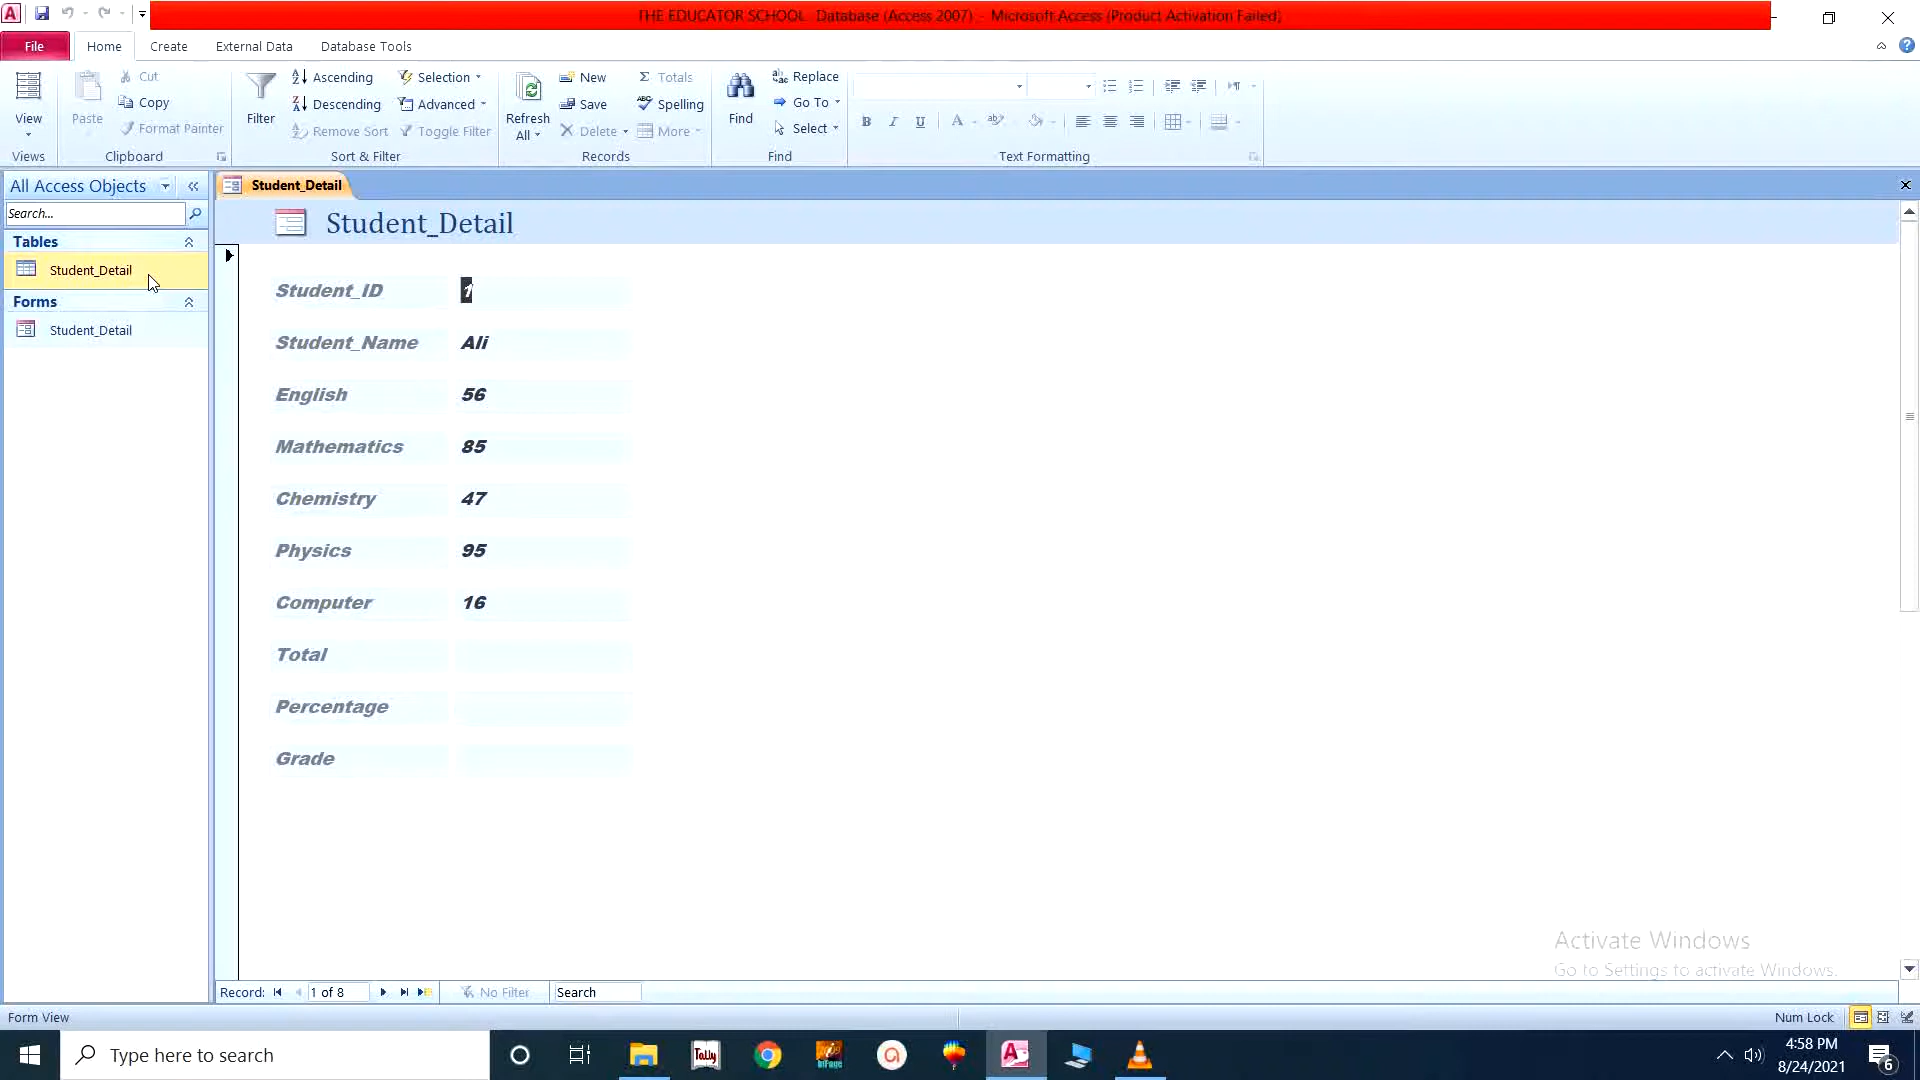 THE EDUCATOR SCHOOL  Database (Access 2007) - Microsoft Access (Product Activation Failed)
File Home Create External Data Database Tools
View
Views
Paste
Cut
Copy
Format Painter
Clipboard
Filter
Ascending
Descending
Remove Sort
Selection
Advanced
Toggle Filter
Sort & Filter
Refresh
All
New
Save
Delete
Totals
Spelling
More
Records
Find
Replace
Go To
Select
Find
Text Formatting
All Access Objects
Search...
Tables
Student_Detail
Forms
Student_Detail
Student_Detail
Student_Detail
Student_ID 1
Student_Name Ali
English 56
Mathematics 85
Chemistry 47
Physics 95
Computer 16
Total
Percentage
Grade
Activate Windows
Go to Settings to activate Windows.
Record: 1 of 8 No Filter Search
Form View Num Lock
Type here to search
Tally
InPage
4:58 PM
8/24/2021
6